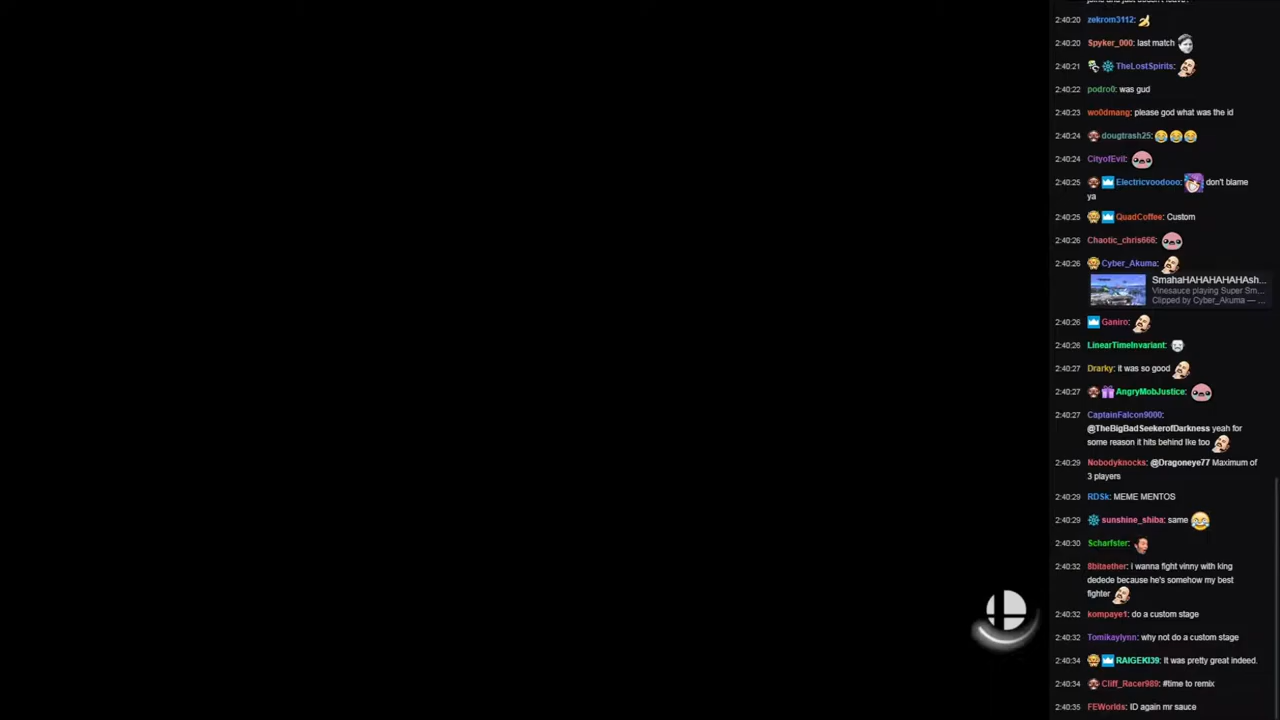 2:40:20 zekrom3112:
2:40:20 Spyker_000: last match
2:40:21 TheLostSpirits:
2:40:22 podro0: was gud
2:40:23 wo0dmang: please god what was the id
2:40:24 dougtrash25:
2:40:24 CityofEvil:
2:40:25 Electricvoodooo: don't blame
ya
2:40:25 QuadCoffee: Custom
2:40:26 Chaotic_chris666:
2:40:26 Cyber_Akuma:
SmahaHAHAHAHAHAsh...
Vinesauce playing Super Sm...
Clipped by Cyber_Akuma — ...
2:40:26 Ganiro:
2:40:26 LinearTimeInvariant:
2:40:27 Drarky: it was so good
2:40:27 AngryMobJustice:
2:40:27 CaptainFalcon9000:
@TheBigBadSeekerofDarkness yeah for
some reason it hits behind Ike too
2:40:29 Nobodyknocks: @Dragoneye77 Maximum of
3 players
2:40:29 RDSk: MEME MENTOS
2:40:29 sunshine_shiba: same
2:40:30 Scharfster:
2:40:32 8bitaether: i wanna fight vinny with king
dedede because he's somehow my best
fighter
2:40:32 kompaye1: do a custom stage
2:40:32 Tomikaylynn: why not do a custom stage
2:40:34 RAIGEKI39: It was pretty great indeed.
2:40:34 Cliff_Racer989: #time to remix
2:40:35 FEWorlds: ID again mr sauce